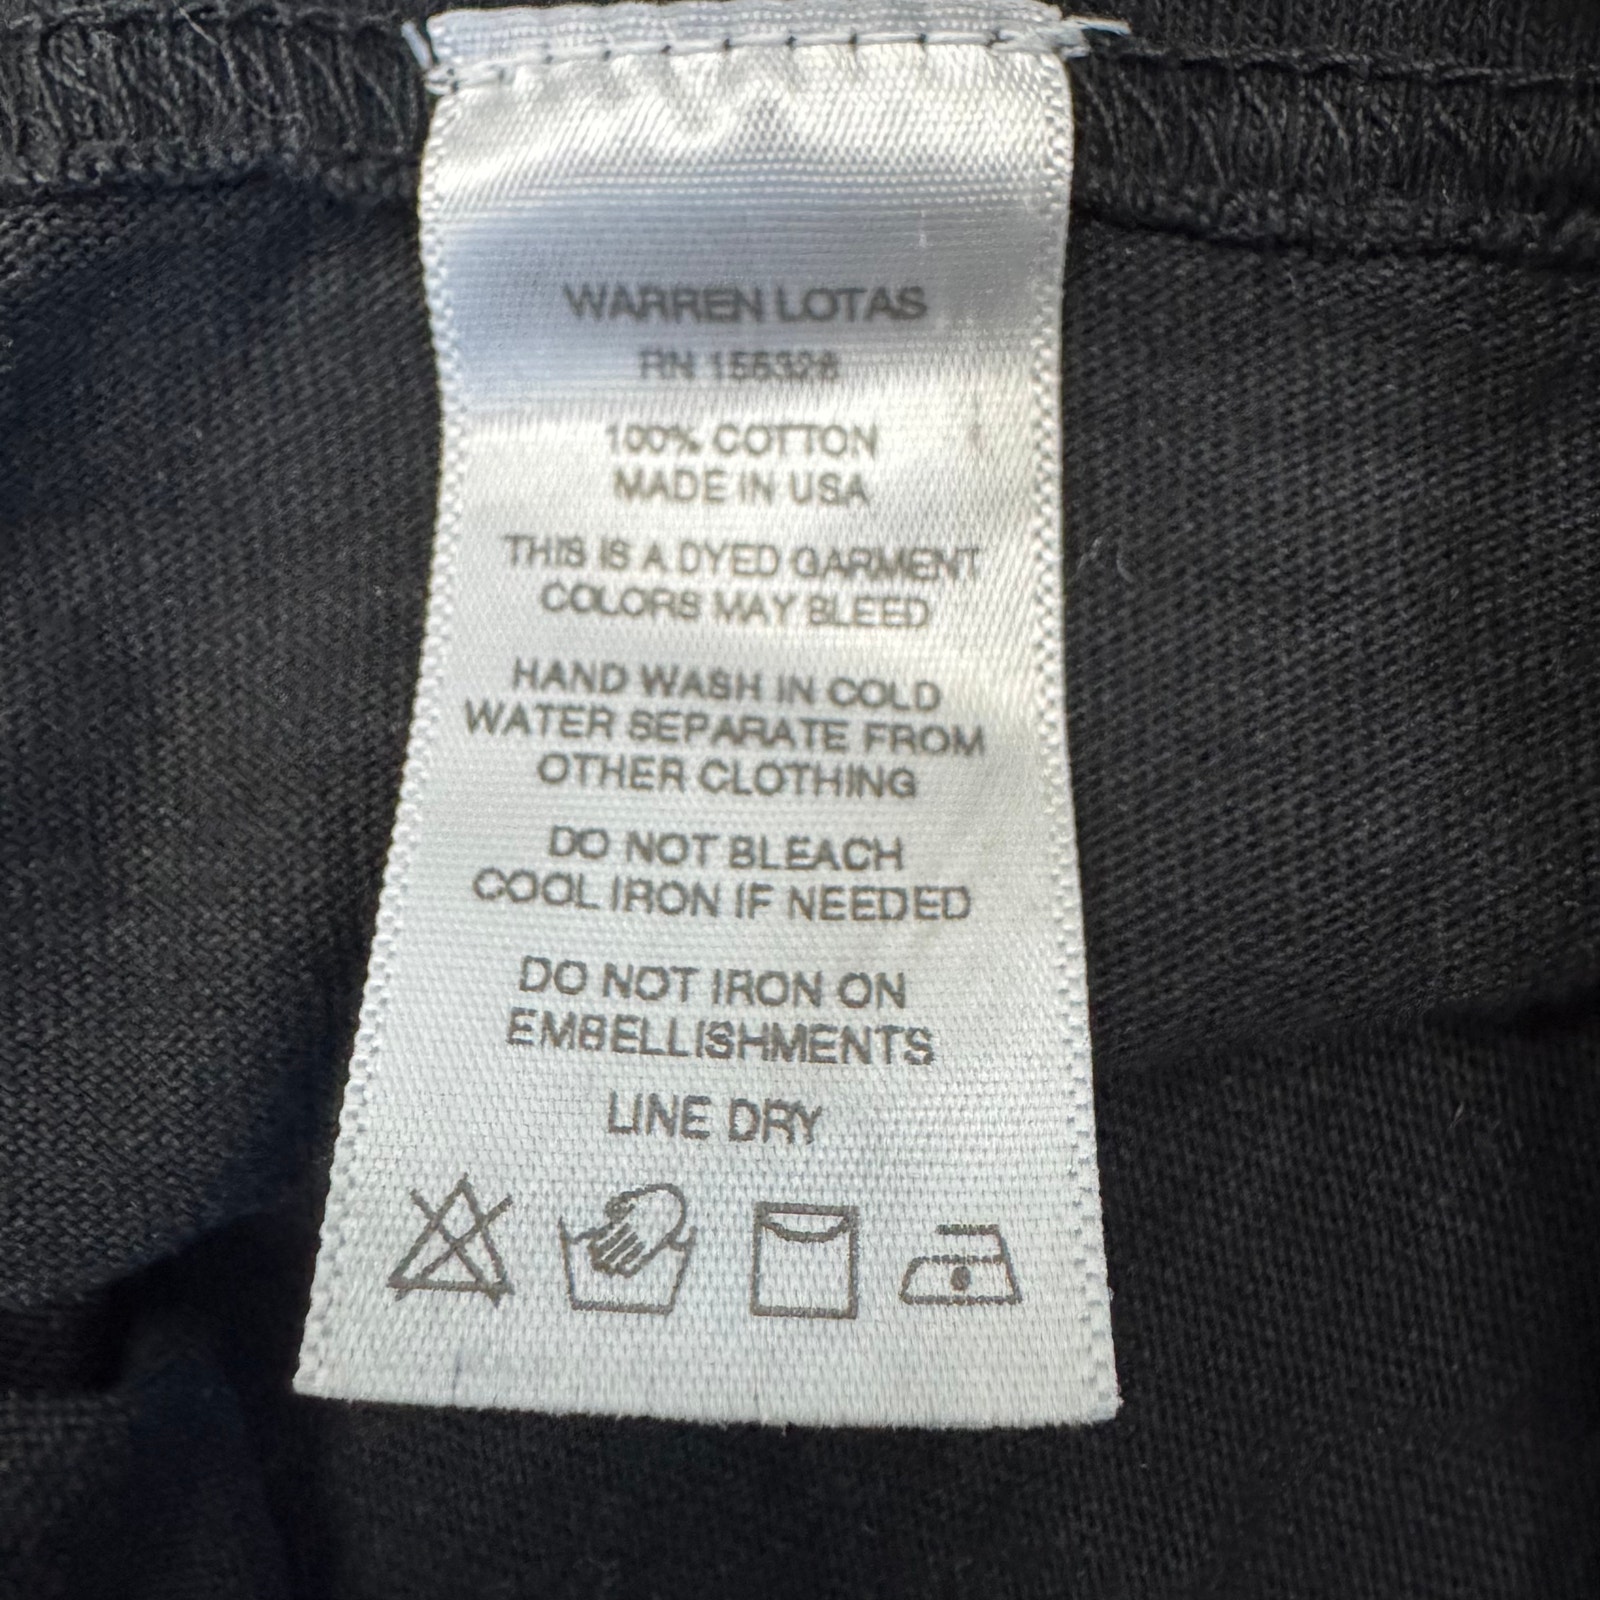 WARREN LOTAS
RN 156326
100% COTTON
MADE IN USA
THIS IS A DYED GARMENT
COLORS MAY BLEED
HAND WASH IN COLD
WATER SEPARATE FROM
OTHER CLOTHING
DO NOT BLEACH
COOL IRON IF NEEDED
DO NOT IRON ON
EMBELLISHMENTS
LINE DRY